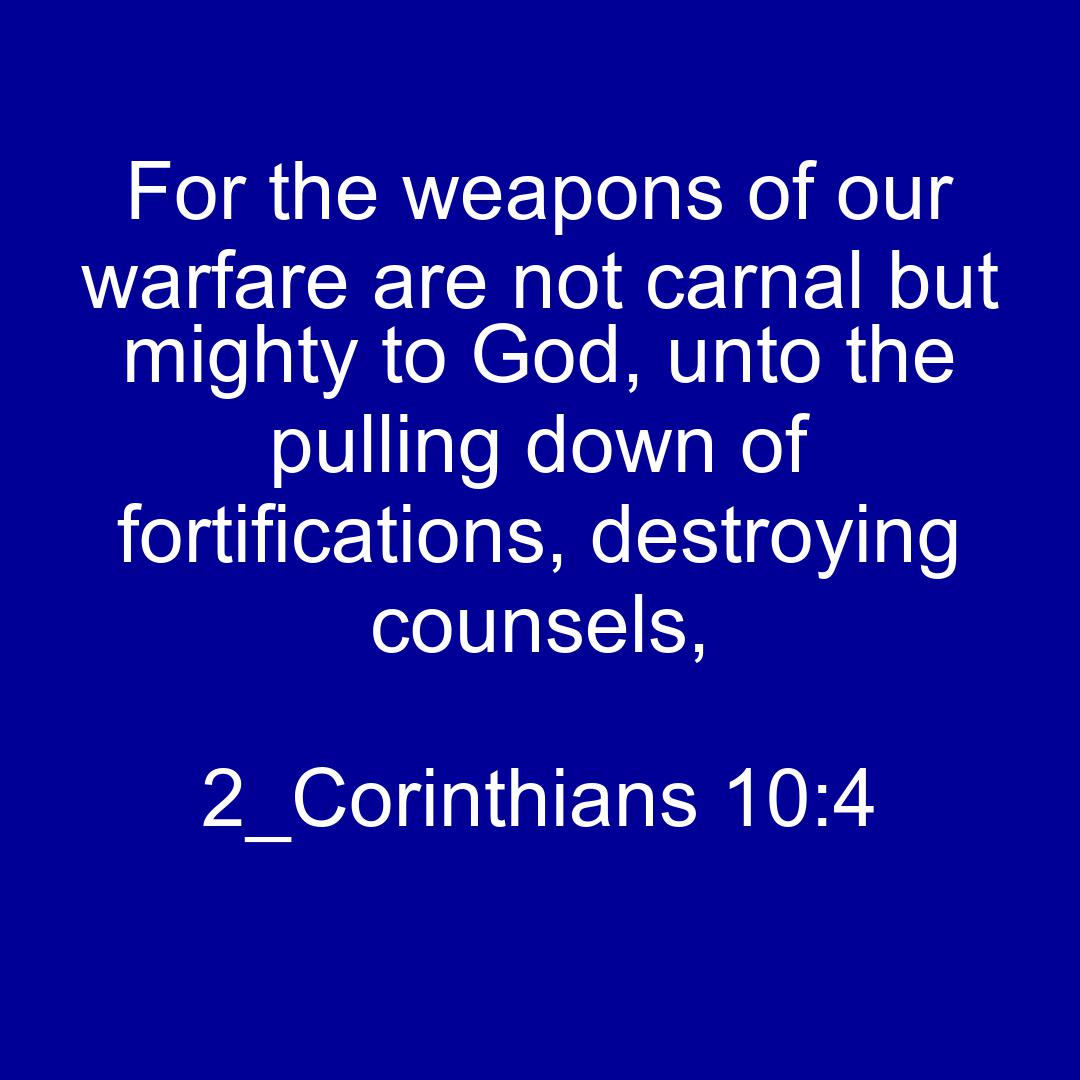 For the weapons of our
warfare are not carnal but
mighty to God, unto the
pulling down of
fortifications, destroying
counsels,
2_Corinthians 10:4